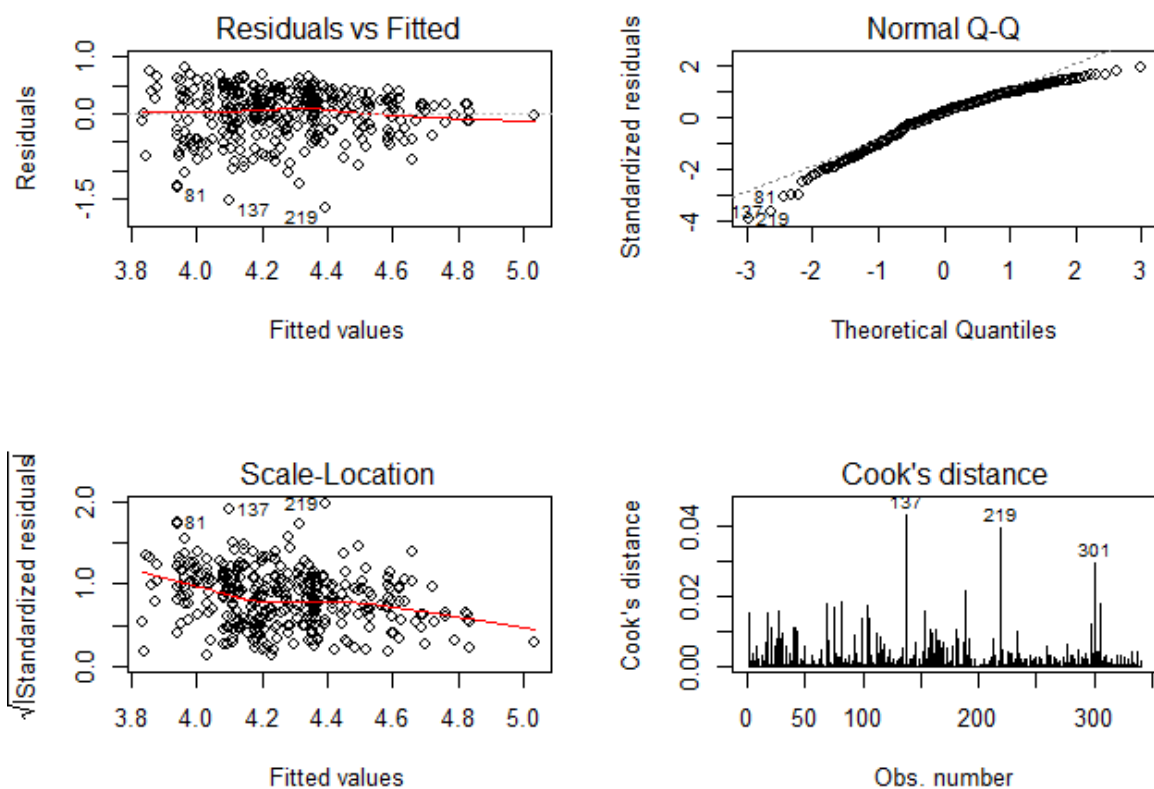 Residuals vs Fitted
Residuals
1.0
0.0
-1.5
81
137
219
3.8 4.0 4.2 4.4 4.6 4.8 5.0
Fitted values
Normal Q-Q
Standardized residuals
2
0
-2
-4
81
137
219
-3 -2 -1 0 1 2 3
Theoretical Quantiles
Scale-Location
√|Standardized residuals|
2.0
1.0
0.0
81
137
219
3.8 4.0 4.2 4.4 4.6 4.8 5.0
Fitted values
Cook's distance
Cook's distance
0.04
0.02
0.00
137
219
301
0 50 100 200 300
Obs. number